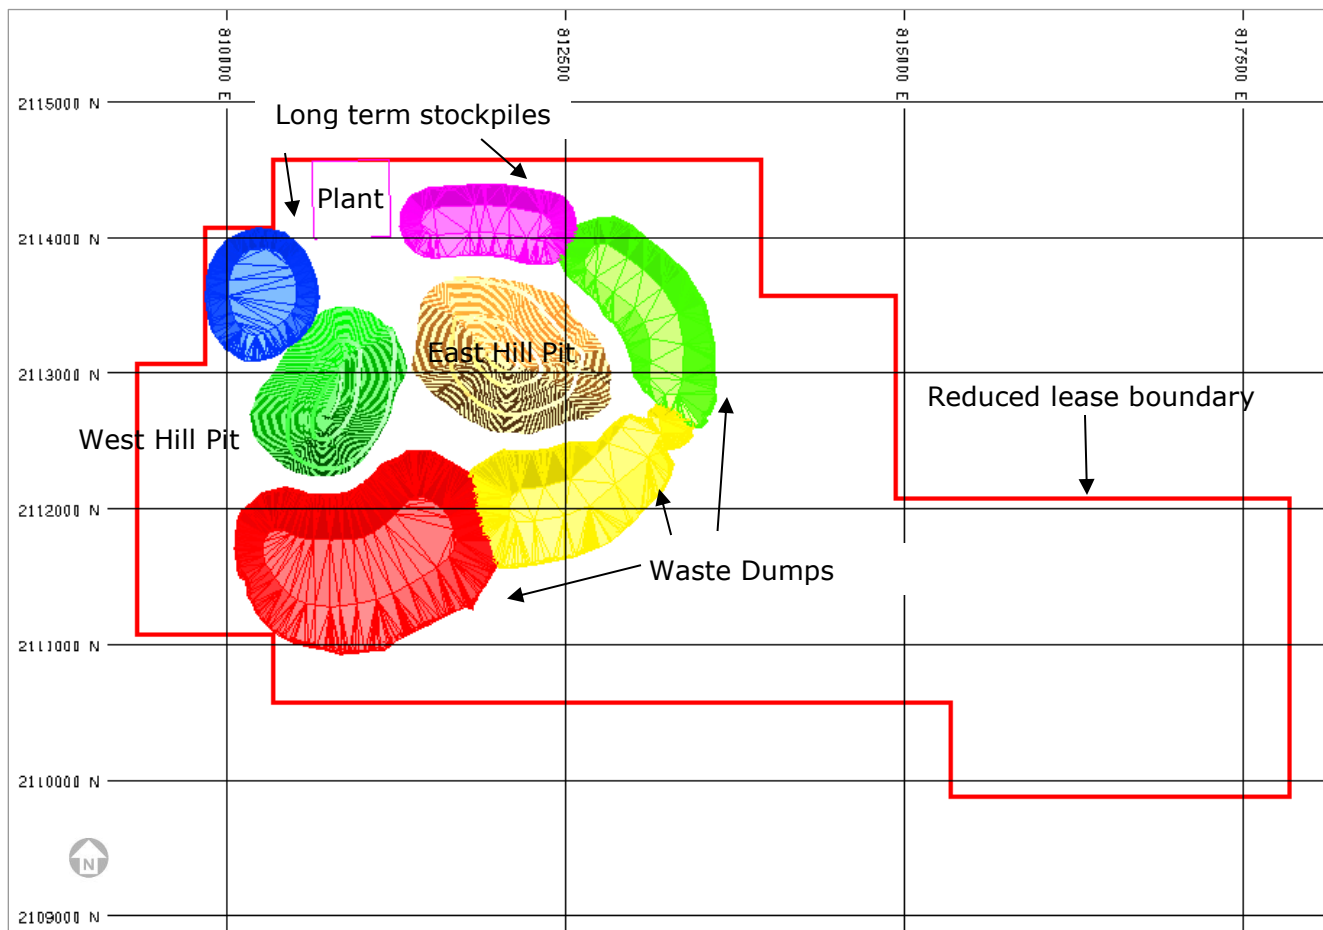 810000 E
812500
815000 E
817500 E
2115000 N
Long term stockpiles
Plant
2114000 N
East Hill Pit
2113000 N
Reduced lease boundary
West Hill Pit
2112000 N
Waste Dumps
2111000 N
2110000 N
N
2109000 N